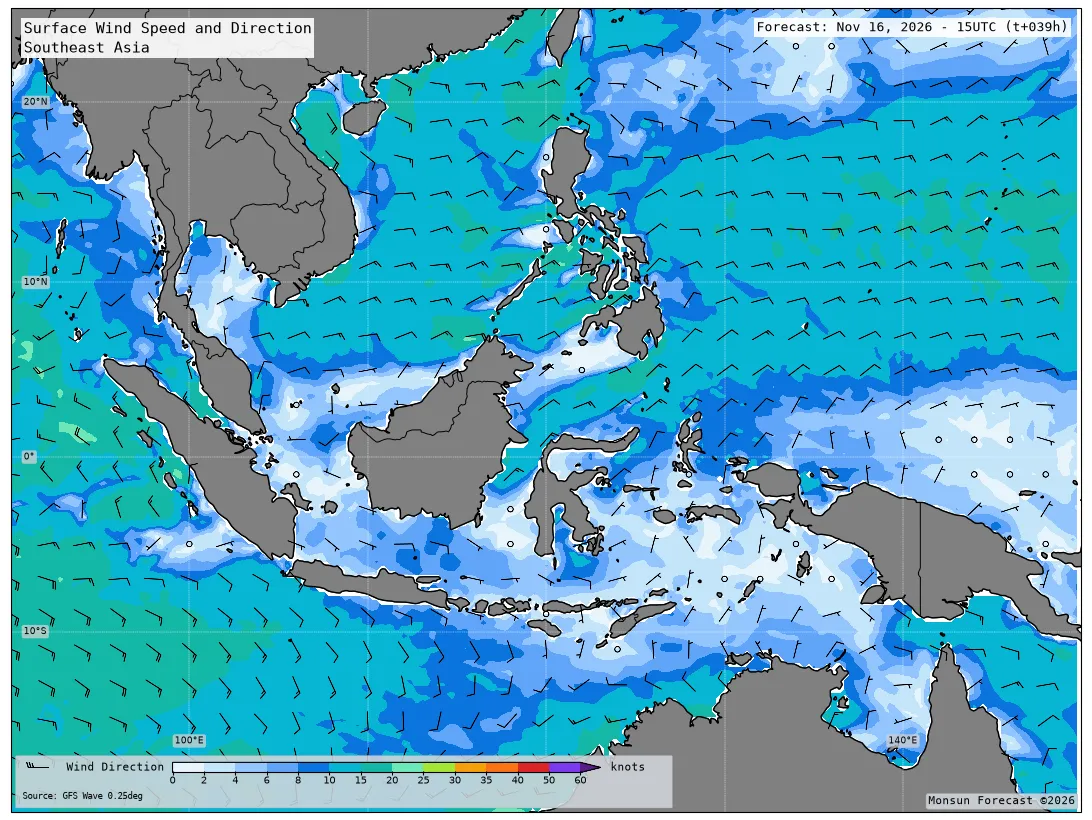 Surface Wind Speed and Direction
Southeast Asia
Forecast: Nov 16, 2026 - 15UTC (t+039h)
20°N
10°N
0°
10°S
100°E
140°E
Wind Direction
0 2 4 6 8 10 15 20 25 30 35 40 50 60
knots
Source: GFS Wave 0.25deg
Monsun Forecast ©2026